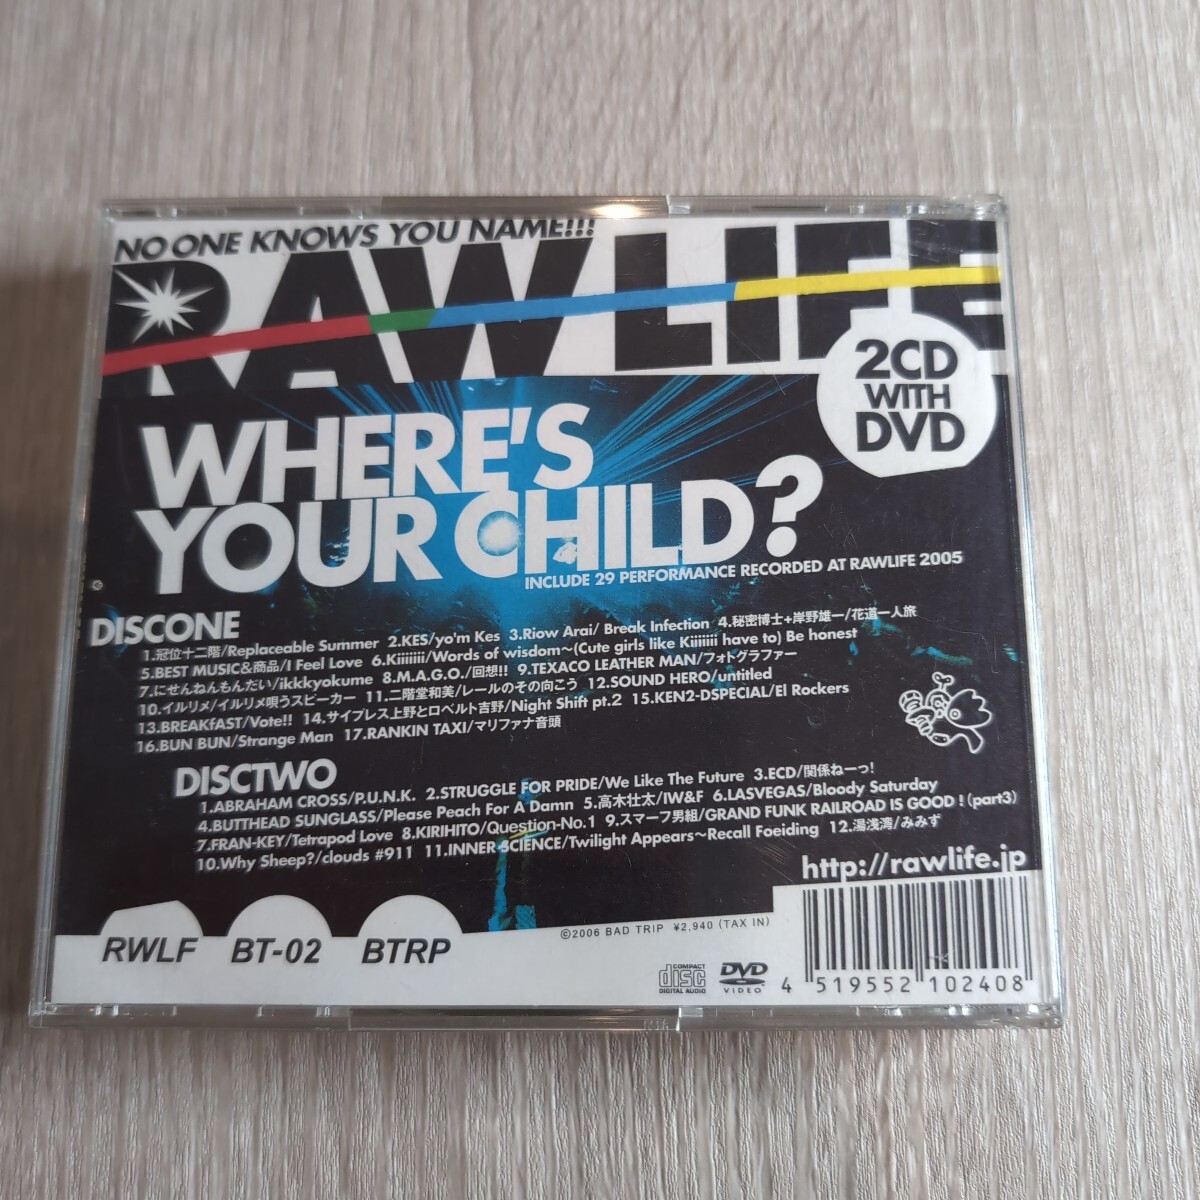 NO ONE KNOWS YOU NAME!!!
RAW LIFE
2CD
WITH
DVD
WHERE'S
YOUR CHILD?
INCLUDE 29 PERFORMANCE RECORDED AT RAWLIFE 2005
DISCONE
1.冠位十二階/Replaceable Summer 2.KES/yo'm Kes 3.Riow Arai/ Break Infection 4.秘密博士+岸野雄一/花道一人旅
5.BEST MUSIC&商品/I Feel Love 6.Kiiiiiii/Words of wisdom~(Cute girls like Kiiiiiii have to) Be honest
7.にせんねんもんだい/ikkkyokume 8.M.A.G.O./回想!! 9.TEXACO LEATHER MAN/フォトグラファー
10.イルリメ/イルリメ唄うスピーカー 11.二階堂和美/レールのその向こう 12.SOUND HERO/untitled
13.BREAKfAST/Vote!! 14.サイプレス上野とロベルト吉野/Night Shift pt.2 15.KEN2-DSPECIAL/El Rockers
16.BUN BUN/Strange Man 17.RANKIN TAXI/マリファナ音頭
DISCTWO
1.ABRAHAM CROSS/P.U.N.K. 2.STRUGGLE FOR PRIDE/We Like The Future 3.ECD/関係ねーっ!
4.BUTTHEAD SUNGLASS/Please Peach For A Damn 5.高木壮太/IW&F 6.LASVEGAS/Bloody Saturday
7.FRAN-KEY/Tetrapod Love 8.KIRIHITO/Question-No.1 9.スマーフ男組/GRAND FUNK RAILROAD IS GOOD ! (part3)
10.Why Sheep?/clouds #911 11.INNER SCIENCE/Twilight Appears~Recall Foeiding 12.湯浅湾/みみず
http://rawlife.jp
©2006 BAD TRIP ¥2,940 (TAX IN)
RWLF BT-02 BTRP
COMPACT
disc
DIGITAL AUDIO
DVD
VIDEO
4 519552 102408